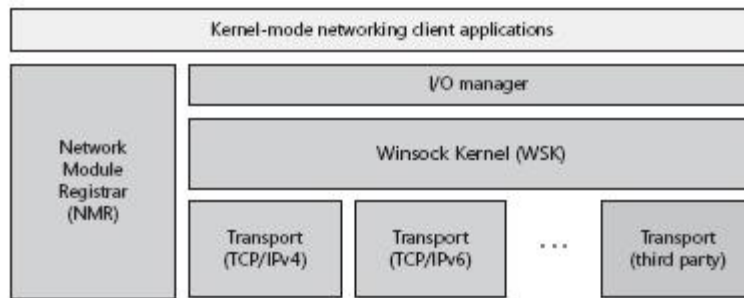 Kernel-mode networking client applications
I/O manager
Network
Module
Registrar
(NMR)
Winsock Kernel (WSK)
Transport
(TCP/IPv4)
Transport
(TCP/IPv6)
...
Transport
(third party)